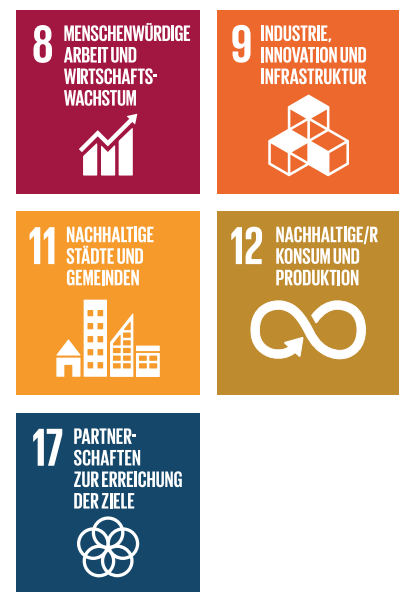 8 MENSCHENWÜRDIGE
ARBEIT UND
WIRTSCHAFTS-
WACHSTUM
9 INDUSTRIE,
INNOVATION UND
INFRASTRUKTUR
11 NACHHALTIGE
STÄDTE UND
GEMEINDEN
12 NACHHALTIGE/R
KONSUM UND
PRODUKTION
17 PARTNER-
SCHAFTEN
ZUR ERREICHUNG
DER ZIELE